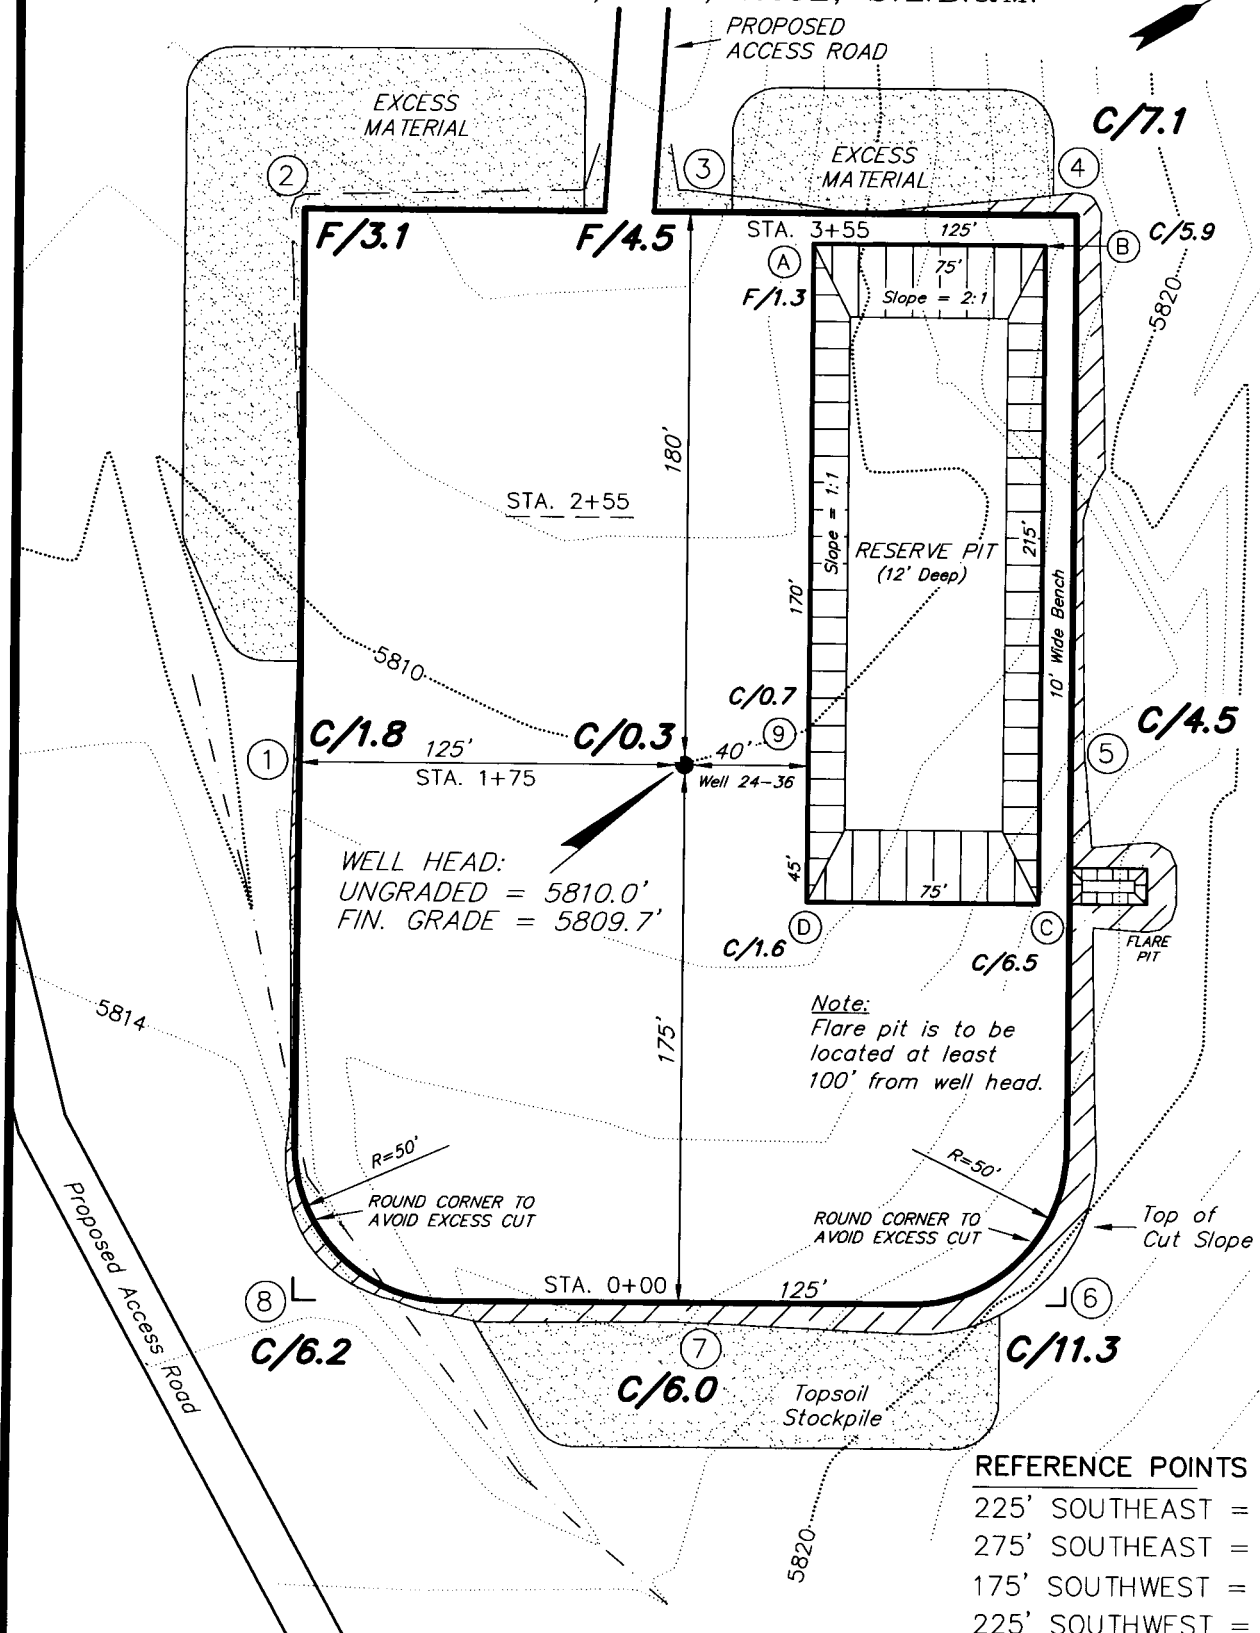 PROPOSED
ACCESS ROAD
EXCESS
MATERIAL
C/7.1
EXCESS
MATERIAL
2
3
4
F/3.1
F/4.5
STA. 3+55
125'
B
C/5.9
A
75'
F/1.3
Slope = 2:1
5820
180'
STA. 2+55
Slope = 1:1
215'
RESERVE PIT
(12' Deep)
170'
10' Wide Bench
5810
C/0.7
C/1.8
C/0.3
C/4.5
9
1
125'
40'
5
STA. 1+75
Well 24-36
WELL HEAD:
UNGRADED = 5810.0'
FIN. GRADE = 5809.7'
45'
75'
D
C
C/1.6
C/6.5
FLARE
PIT
5814
Note:
Flare pit is to be
located at least
100' from well head.
175'
R=50'
R=50'
ROUND CORNER TO
AVOID EXCESS CUT
ROUND CORNER TO
AVOID EXCESS CUT
Top of
Cut Slope
Proposed Access Road
STA. 0+00
125'
8
6
C/6.2
7
C/11.3
C/6.0
Topsoil
Stockpile
REFERENCE POINTS
225' SOUTHEAST =
275' SOUTHEAST =
5820
175' SOUTHWEST =
225' SOUTHWEST =